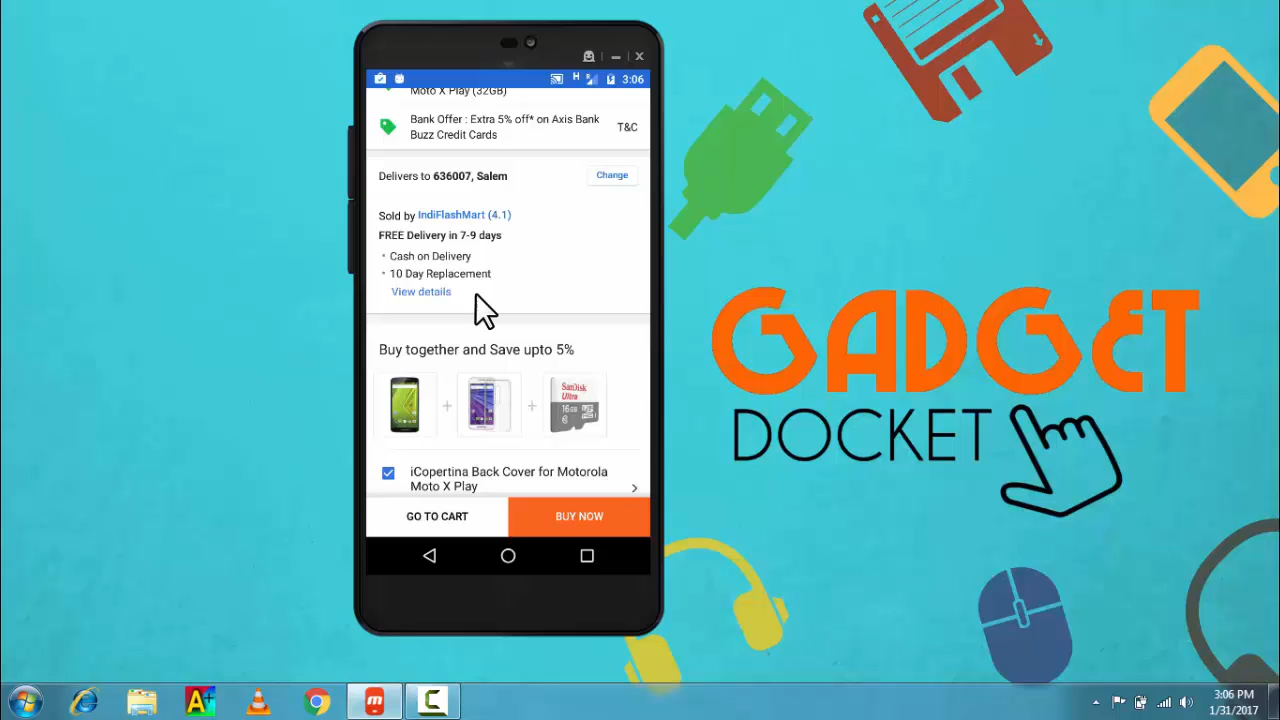 3:06
Moto X Play (32GB)
Bank Offer : Extra 5% off* on Axis Bank
Buzz Credit Cards
T&C
Delivers to 636007, Salem
Change
Sold by IndiFlashMart (4.1)
FREE Delivery in 7-9 days
Cash on Delivery
10 Day Replacement
View details
Buy together and Save upto 5%
SanDisk
Ultra
16 GB
iCopertina Back Cover for Motorola
Moto X Play
GO TO CART
BUY NOW
GADGET
DOCKET
3:06 PM
1/31/2017